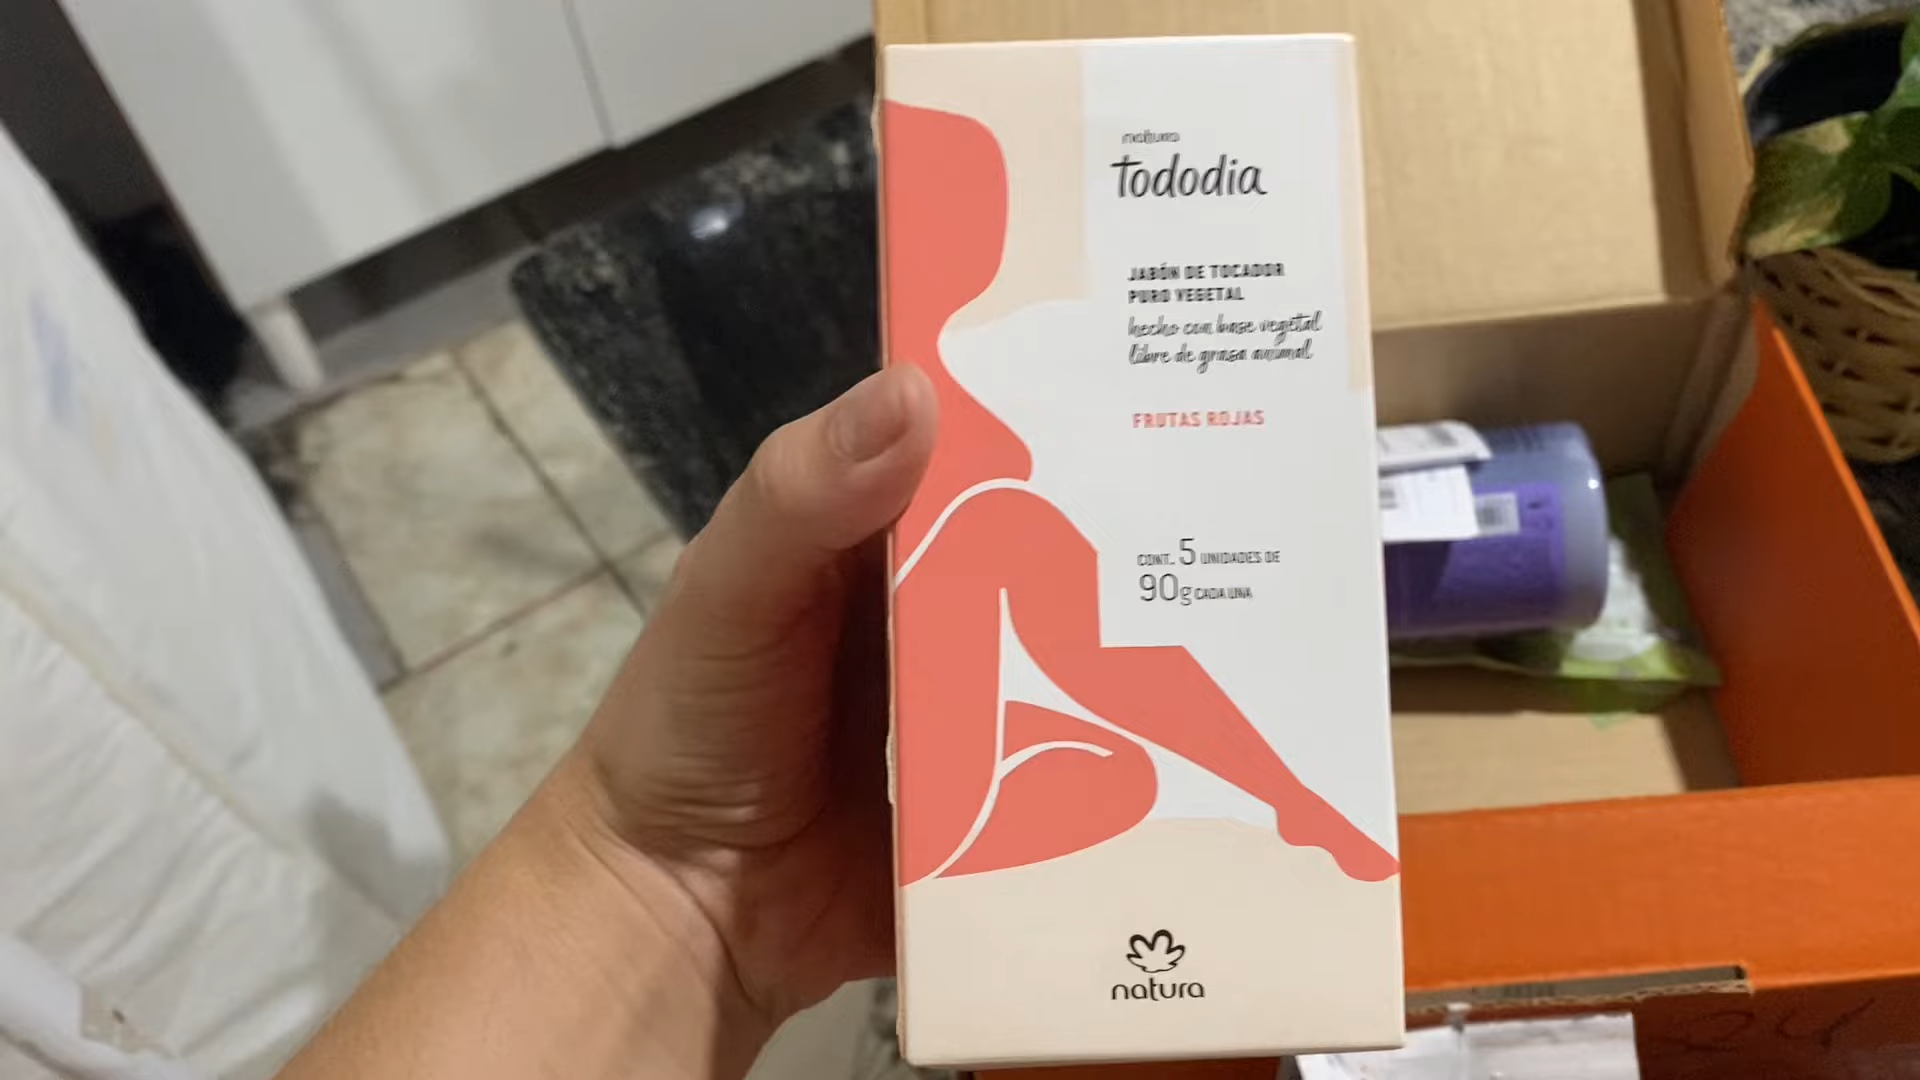 natura
tododia
JABÓN DE TOCADOR
PURO VEGETAL
hecho con base vegetal
libre de grasa animal
FRUTAS ROJAS
CONT. 5 UNIDADES DE
90g CADA UNA
natura
24